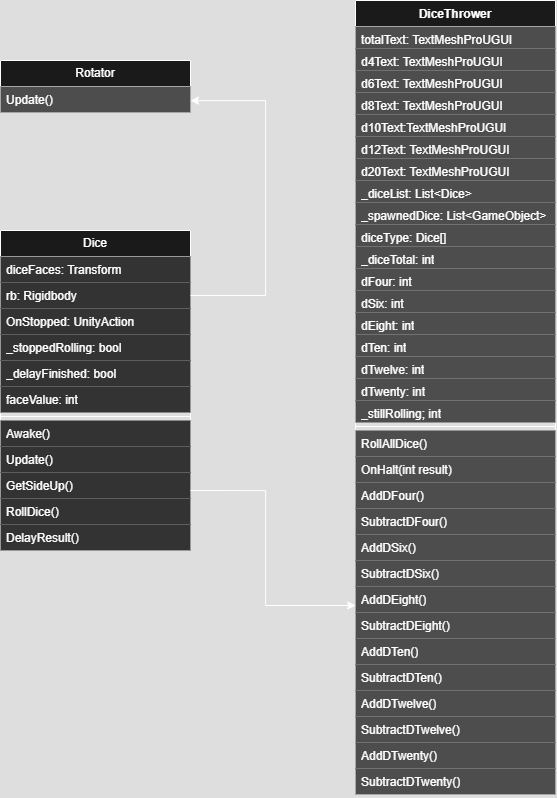 Rotator
Update()
Dice
diceFaces: Transform
rb: Rigidbody
OnStopped: UnityAction
_stoppedRolling: bool
_delayFinished: bool
faceValue: int
Awake()
Update()
GetSideUp()
RollDice()
DelayResult()
DiceThrower
totalText: TextMeshProUGUI
d4Text: TextMeshProUGUI
d6Text: TextMeshProUGUI
d8Text: TextMeshProUGUI
d10Text:TextMeshProUGUI
d12Text: TextMeshProUGUI
d20Text: TextMeshProUGUI
_diceList: List<Dice>
_spawnedDice: List<GameObject>
diceType: Dice[]
_diceTotal: int
dFour: int
dSix: int
dEight: int
dTen: int
dTwelve: int
dTwenty: int
_stillRolling; int
RollAllDice()
OnHalt(int result)
AddDFour()
SubtractDFour()
AddDSix()
SubtractDSix()
AddDEight()
SubtractDEight()
AddDTen()
SubtractDTen()
AddDTwelve()
SubtractDTwelve()
AddDTwenty()
SubtractDTwenty()